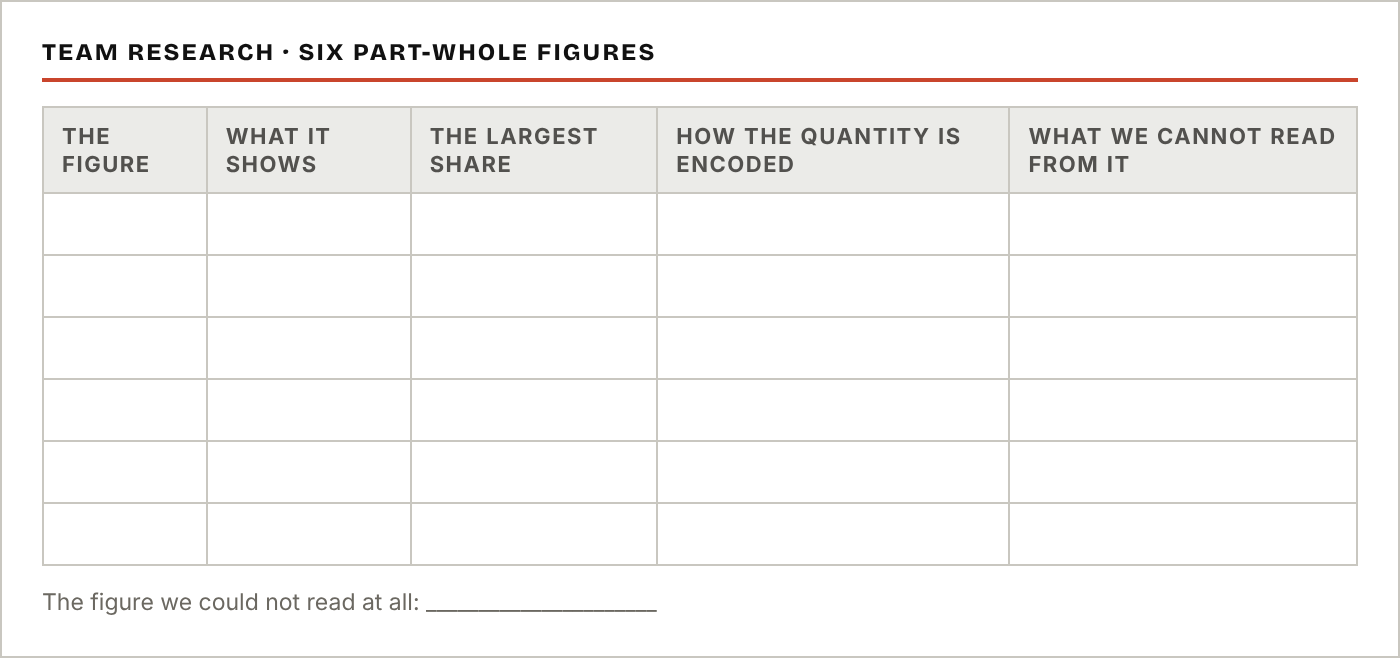 TEAM RESEARCH · SIX PART-WHOLE FIGURES
THE
FIGURE
WHAT IT
SHOWS
THE LARGEST
SHARE
HOW THE QUANTITY IS
ENCODED
WHAT WE CANNOT READ
FROM IT
The figure we could not read at all: ____________________